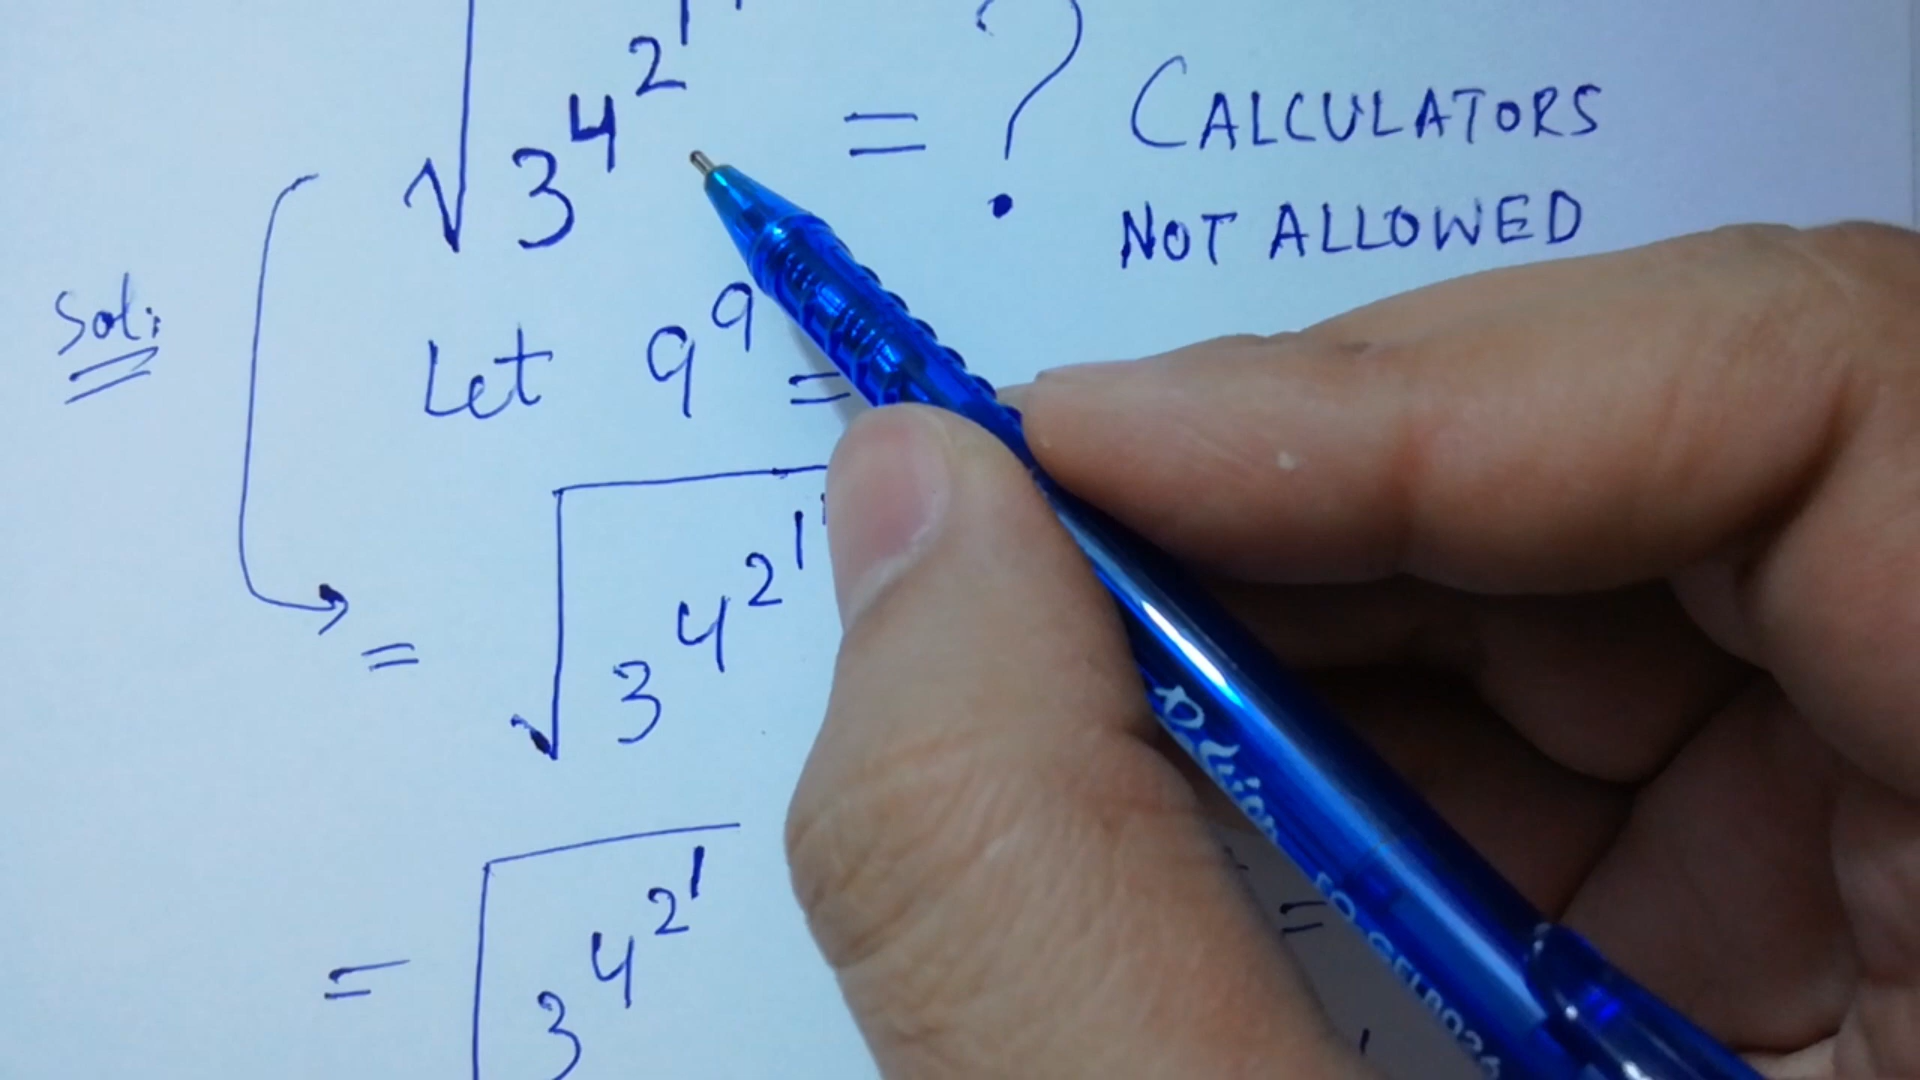 √3^4^2^1 = ? CALCULATORS
NOT ALLOWED
Sol:
Let 9^9 =
= √3^4^2^1
= √3^4^2^1